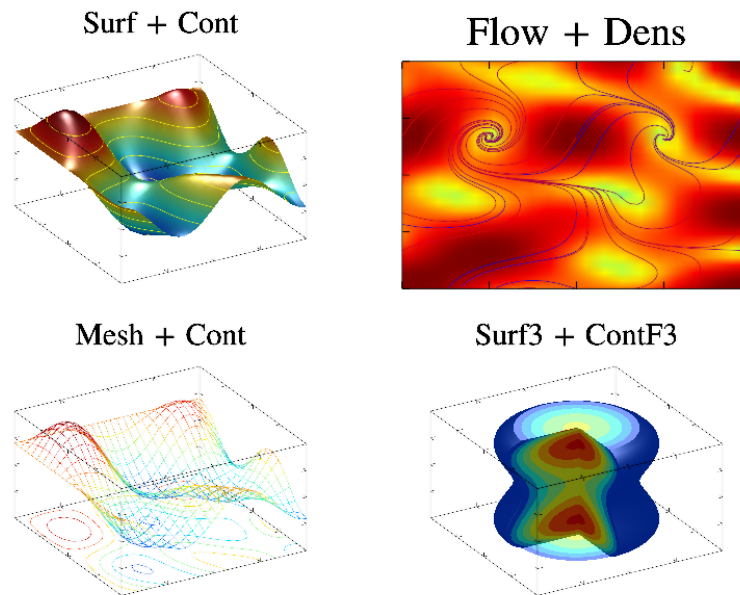 Surf + Cont
Flow + Dens
Mesh + Cont
Surf3 + ContF3